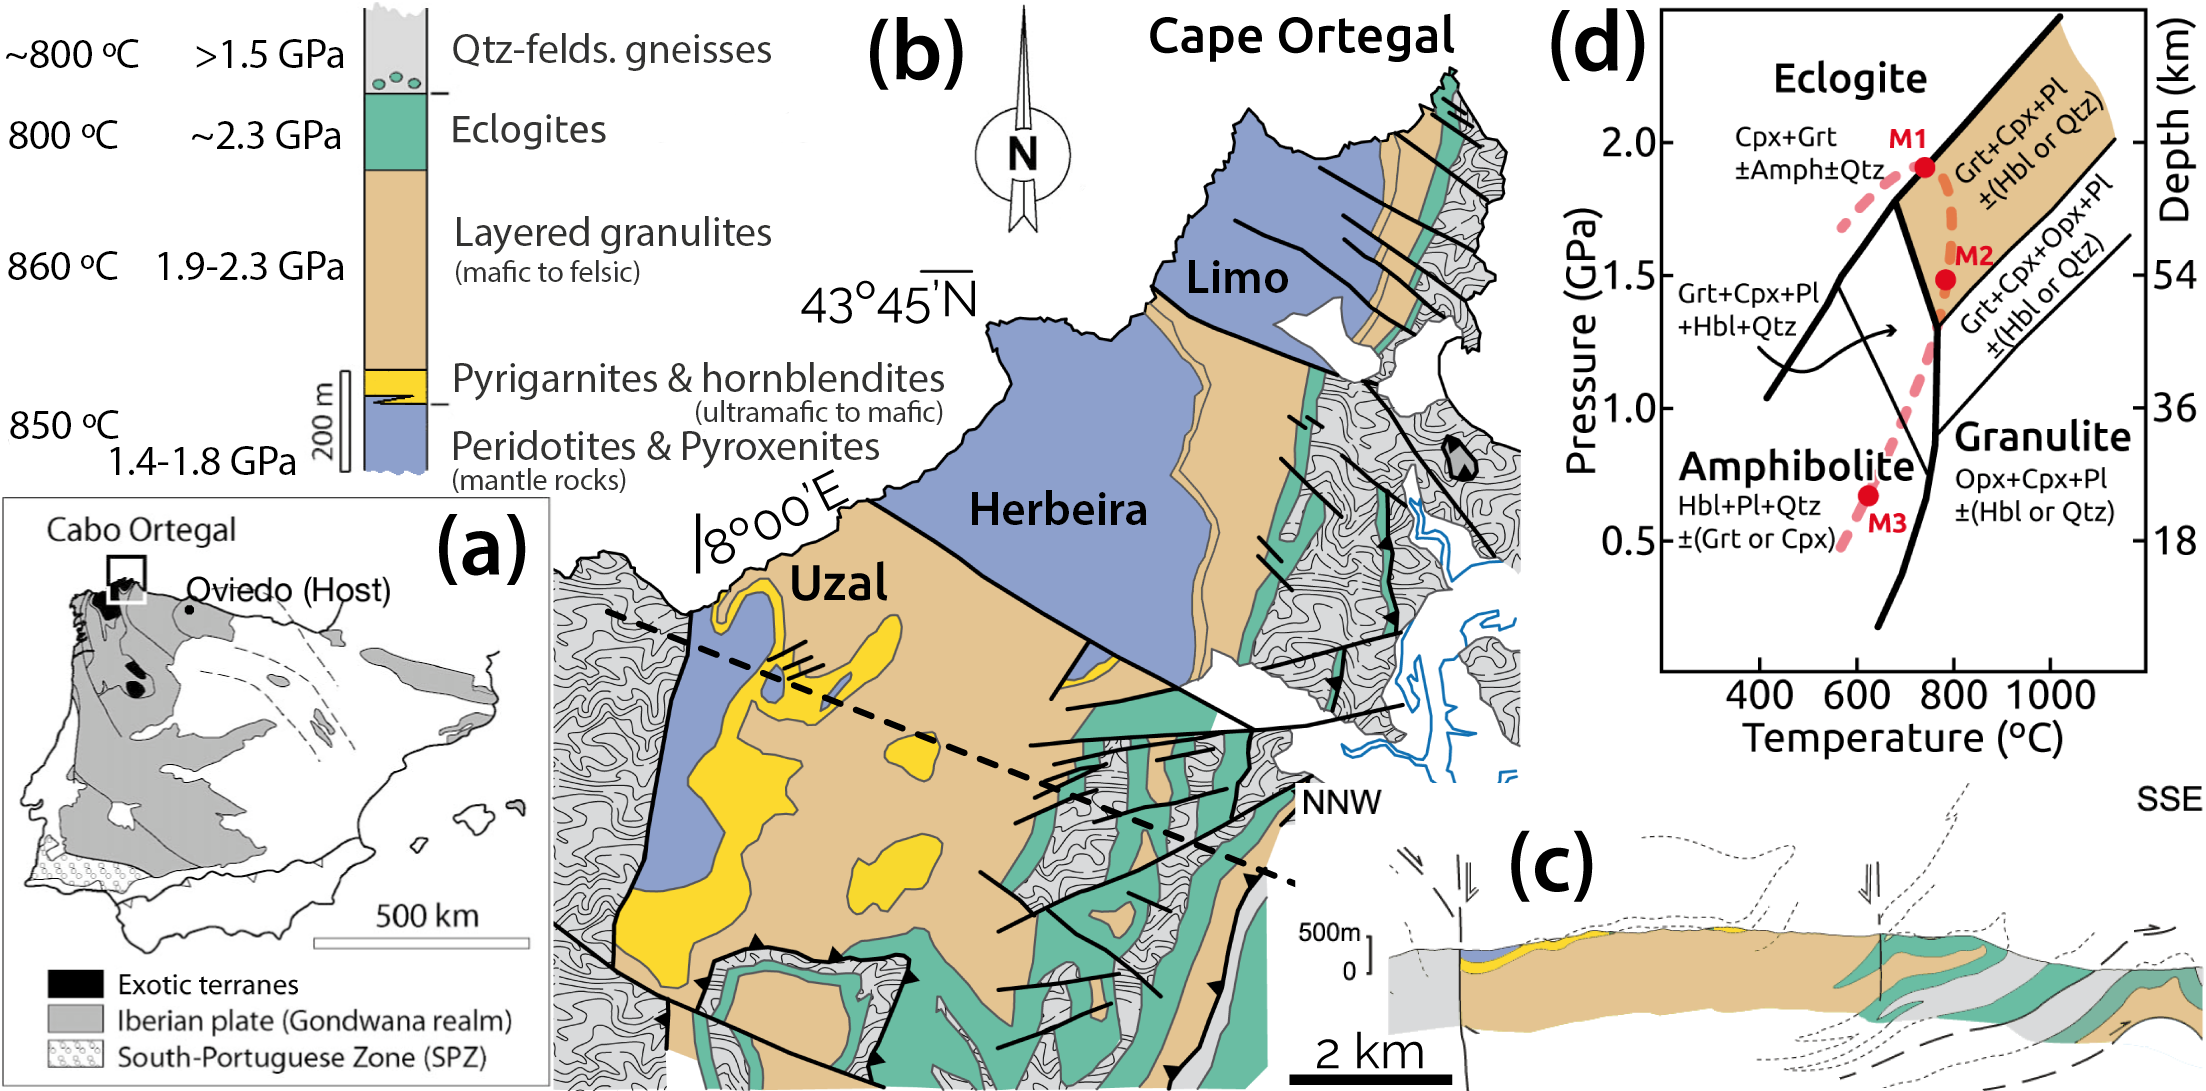 ~800 ºC >1.5 GPa Qtz-felds. gneisses
800 ºC ~2.3 GPa Eclogites
860 ºC 1.9-2.3 GPa Layered granulites
(mafic to felsic)
Pyrigarnites & hornblendites
(ultramafic to mafic)
850 ºC
1.4-1.8 GPa
Peridotites & Pyroxenites
(mantle rocks)
200 m
(a)
Cabo Ortegal
Oviedo (Host)
500 km
Exotic terranes
Iberian plate (Gondwana realm)
South-Portuguese Zone (SPZ)
(b)
N
Cape Ortegal
43º45'N
8º00'E
Limo
Herbeira
Uzal
(c)
NNW
SSE
500m
0
2 km
(d)
Pressure (GPa)
2.0
1.5
1.0
0.5
Depth (km)
54
36
18
400 600 800 1000
Temperature (ºC)
Eclogite
Cpx+Grt
±Amph±Qtz
M1
Grt+Cpx+Pl
±(Hbl or Qtz)
M2
Grt+Cpx+Opx+Pl
±(Hbl or Qtz)
Grt+Cpx+Pl
+Hbl+Qtz
Granulite
Opx+Cpx+Pl
±(Hbl or Qtz)
Amphibolite
Hbl+Pl+Qtz
±(Grt or Cpx)
M3